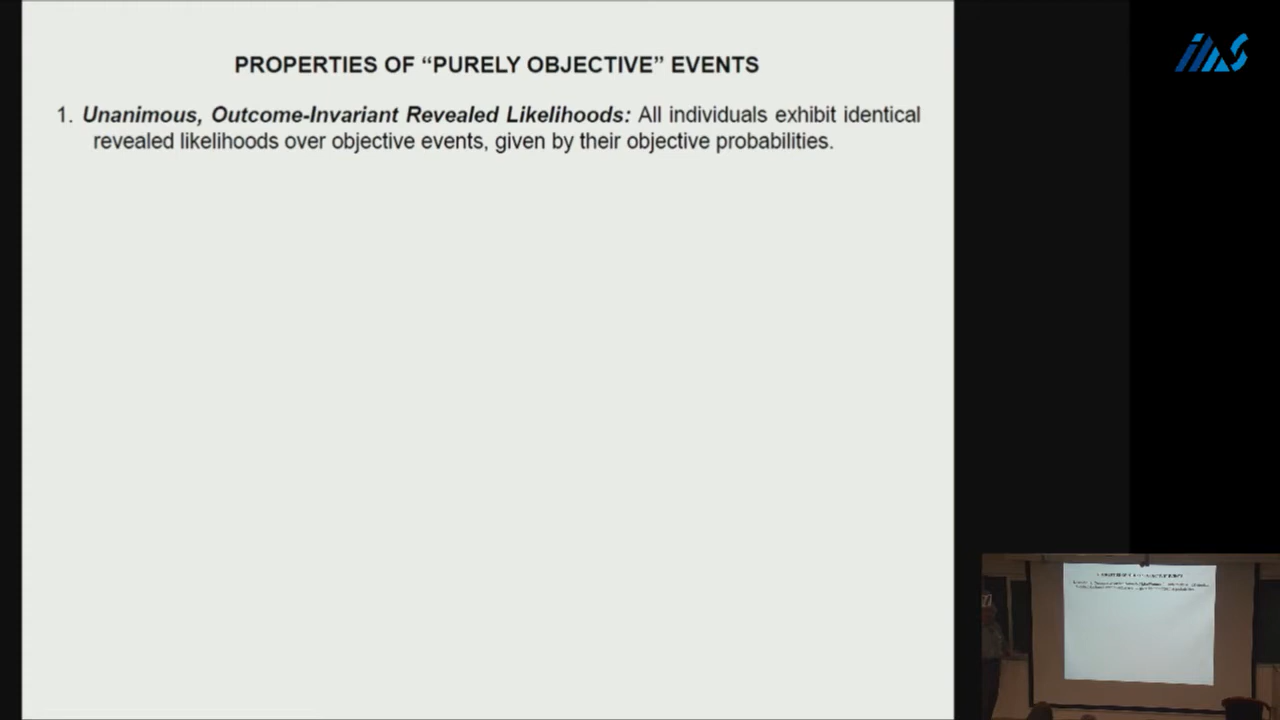 PROPERTIES OF “PURELY OBJECTIVE” EVENTS
1. Unanimous, Outcome-Invariant Revealed Likelihoods: All individuals exhibit identical
revealed likelihoods over objective events, given by their objective probabilities.
IIAS